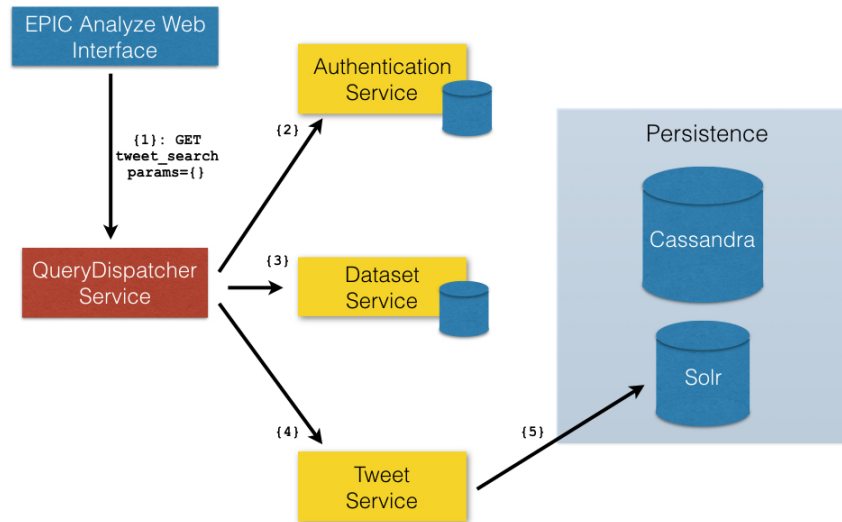 EPIC Analyze Web
Interface
Authentication
Service
{1}: GET
tweet_search
params={}
{2}
Persistence
Cassandra
QueryDispatcher
Service
{3}
Dataset
Service
Solr
{4}
{5}
Tweet
Service